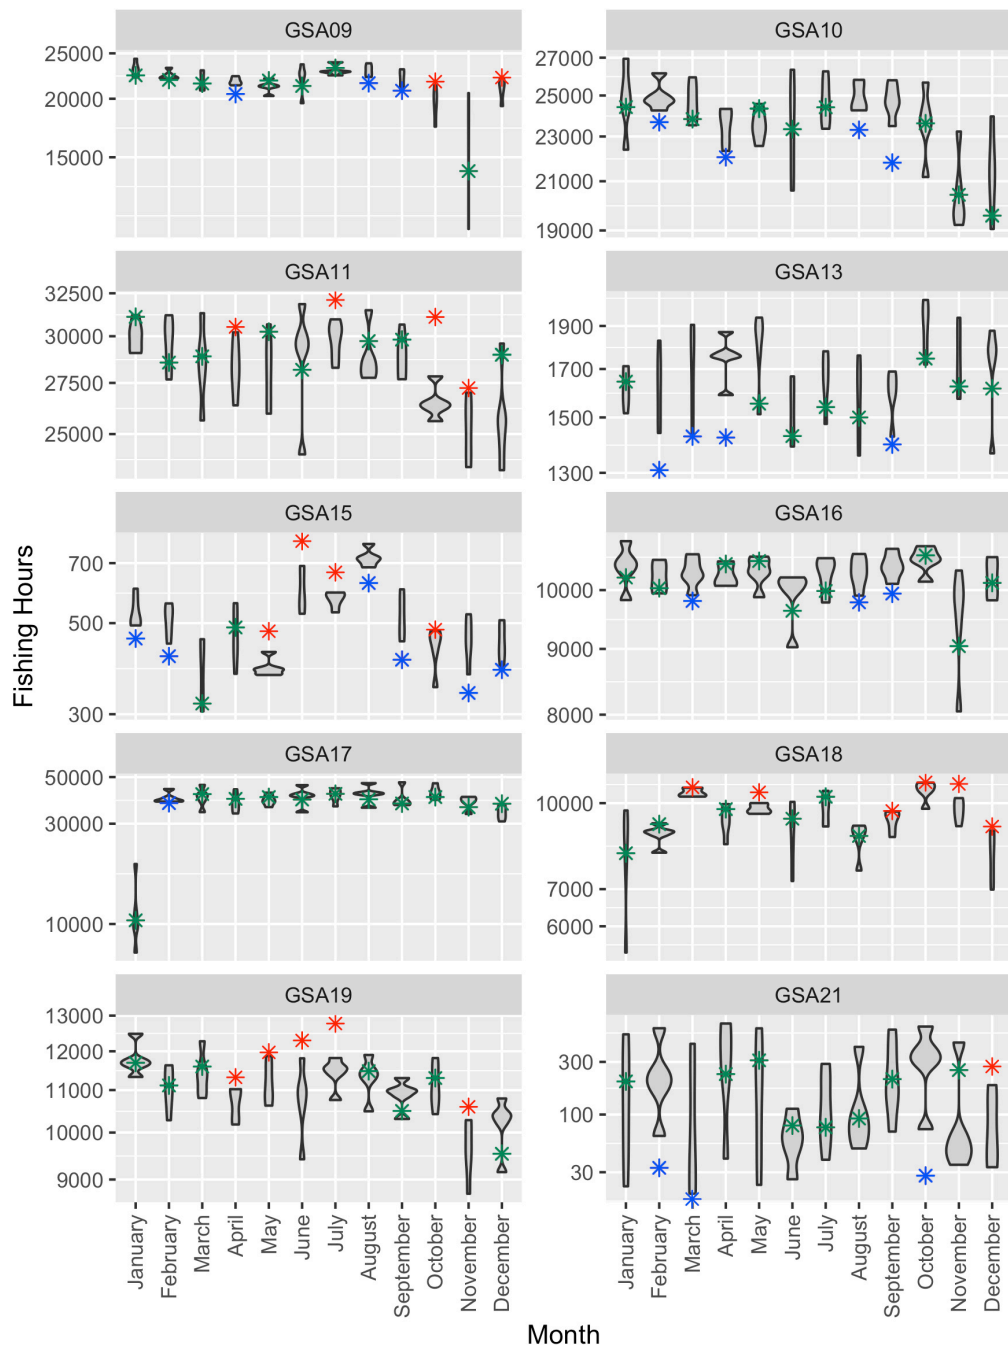 GSA09
GSA10
25000
20000
15000
27000
25000
23000
21000
19000
GSA11
GSA13
32500
30000
27500
25000
1900
1700
1500
1300
GSA15
GSA16
700
500
300
10000
9000
8000
GSA17
GSA18
50000
30000
10000
10000
7000
6000
GSA19
GSA21
13000
12000
11000
10000
9000
300
100
30
Fishing Hours
January
February
March
April
May
June
July
August
September
October
November
December
January
February
March
April
May
June
July
August
September
October
November
December
Month